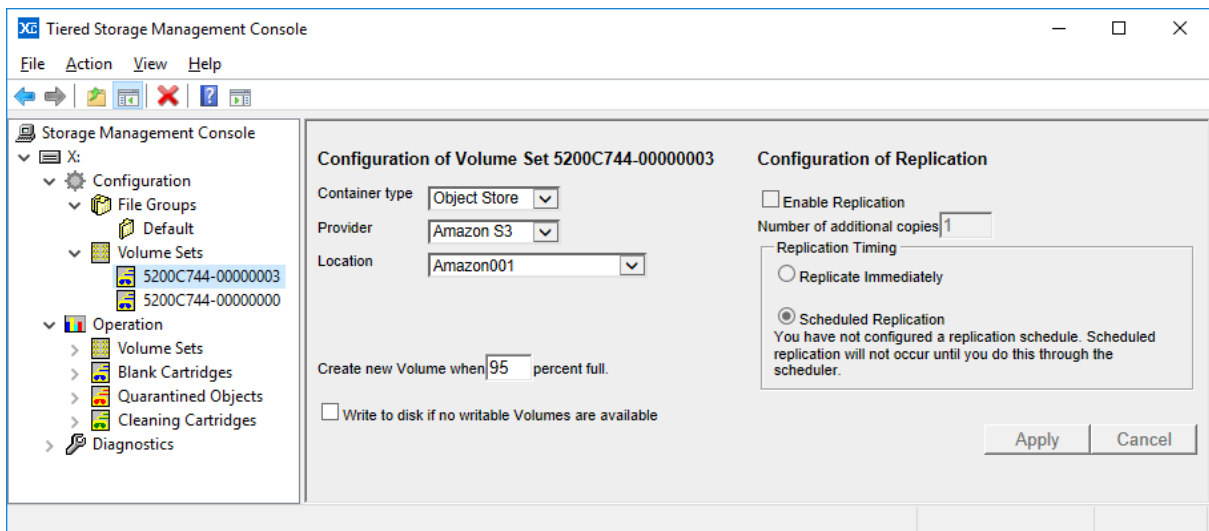 XC Tiered Storage Management Console
File Action View Help
Storage Management Console
X:
Configuration
File Groups
Default
Volume Sets
5200C744-00000003
5200C744-00000000
Operation
Volume Sets
Blank Cartridges
Quarantined Objects
Cleaning Cartridges
Diagnostics
Configuration of Volume Set 5200C744-00000003
Container type Object Store
Provider Amazon S3
Location Amazon001
Create new Volume when 95 percent full.
Write to disk if no writable Volumes are available
Configuration of Replication
Enable Replication
Number of additional copies 1
Replication Timing
Replicate Immediately
Scheduled Replication
You have not configured a replication schedule. Scheduled
replication will not occur until you do this through the
scheduler.
Apply Cancel